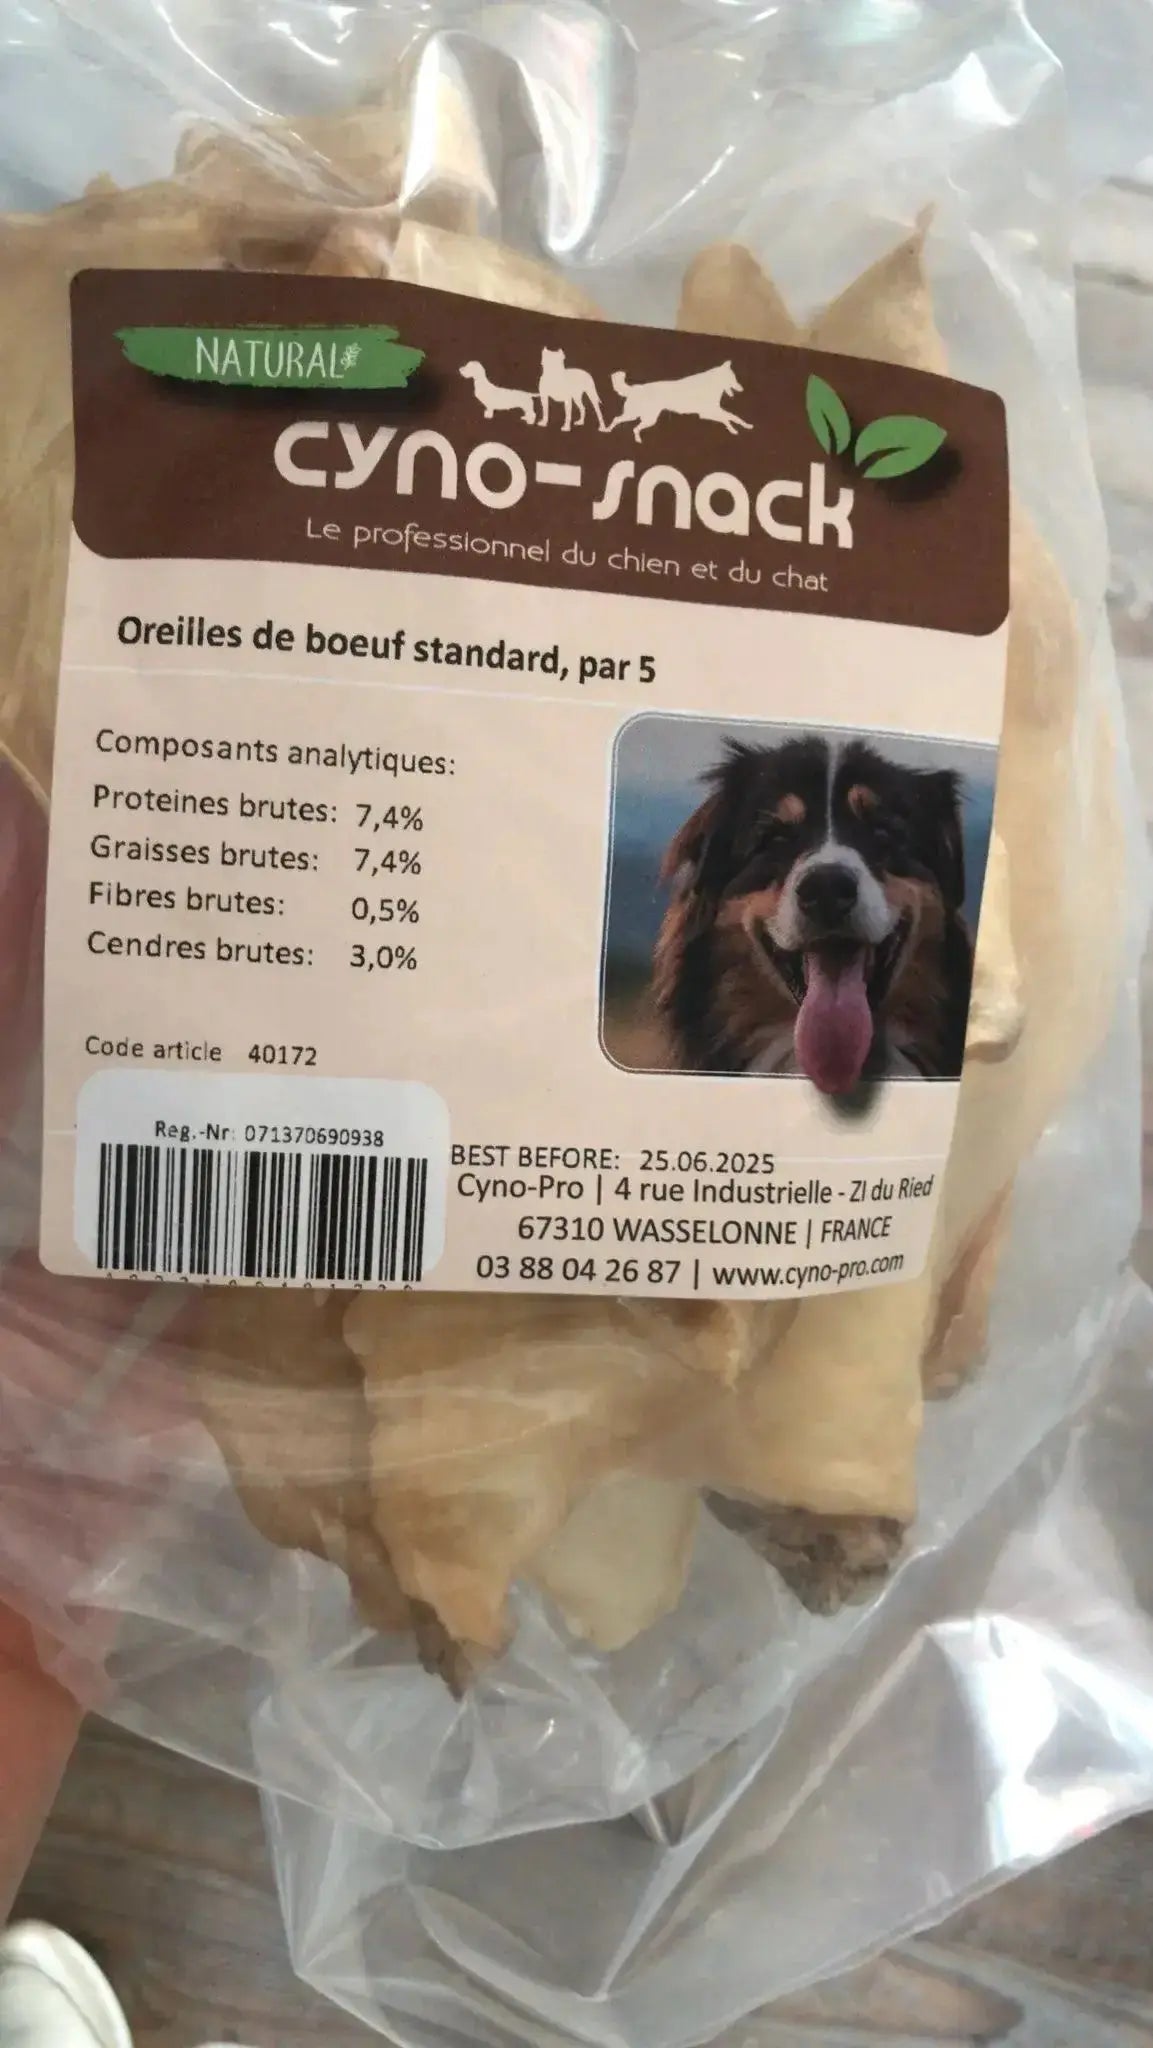 NATURAL
cyno-snack
Le professionnel du chien et du chat
Oreilles de boeuf standard, par 5
Composants analytiques:
Proteines brutes: 7,4%
Graisses brutes: 7,4%
Fibres brutes: 0,5%
Cendres brutes: 3,0%
Code article 40172
Reg.-Nr: 071370690938
BEST BEFORE: 25.06.2025
Cyno-Pro | 4 rue Industrielle - ZI du Ried
67310 WASSELONNE | FRANCE
03 88 04 26 87 | www.cyno-pro.com